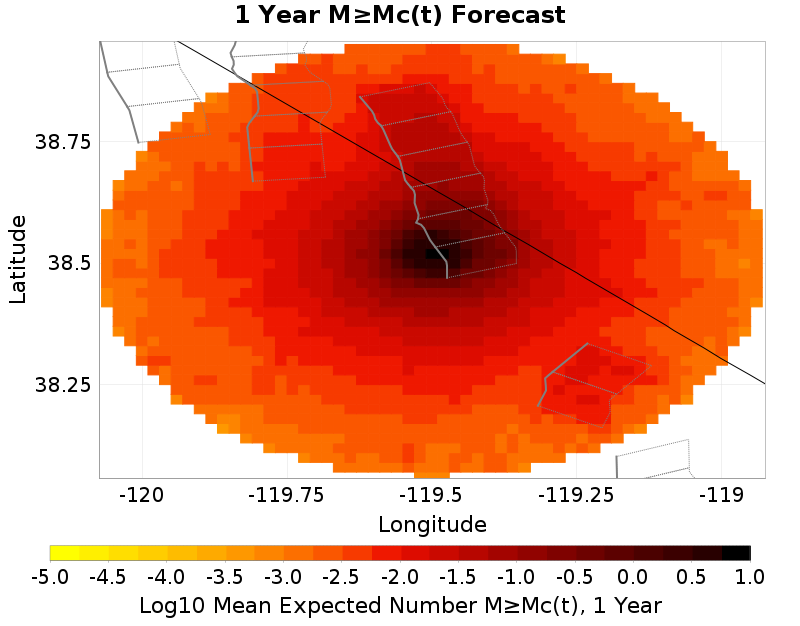 1 Year M≥Mc(t) Forecast
38.75
38.5
38.25
Latitude
-120 -119.75 -119.5 -119.25 -119
Longitude
-5.0 -4.5 -4.0 -3.5 -3.0 -2.5 -2.0 -1.5 -1.0 -0.5 0.0 0.5 1.0
Log10 Mean Expected Number M≥Mc(t), 1 Year